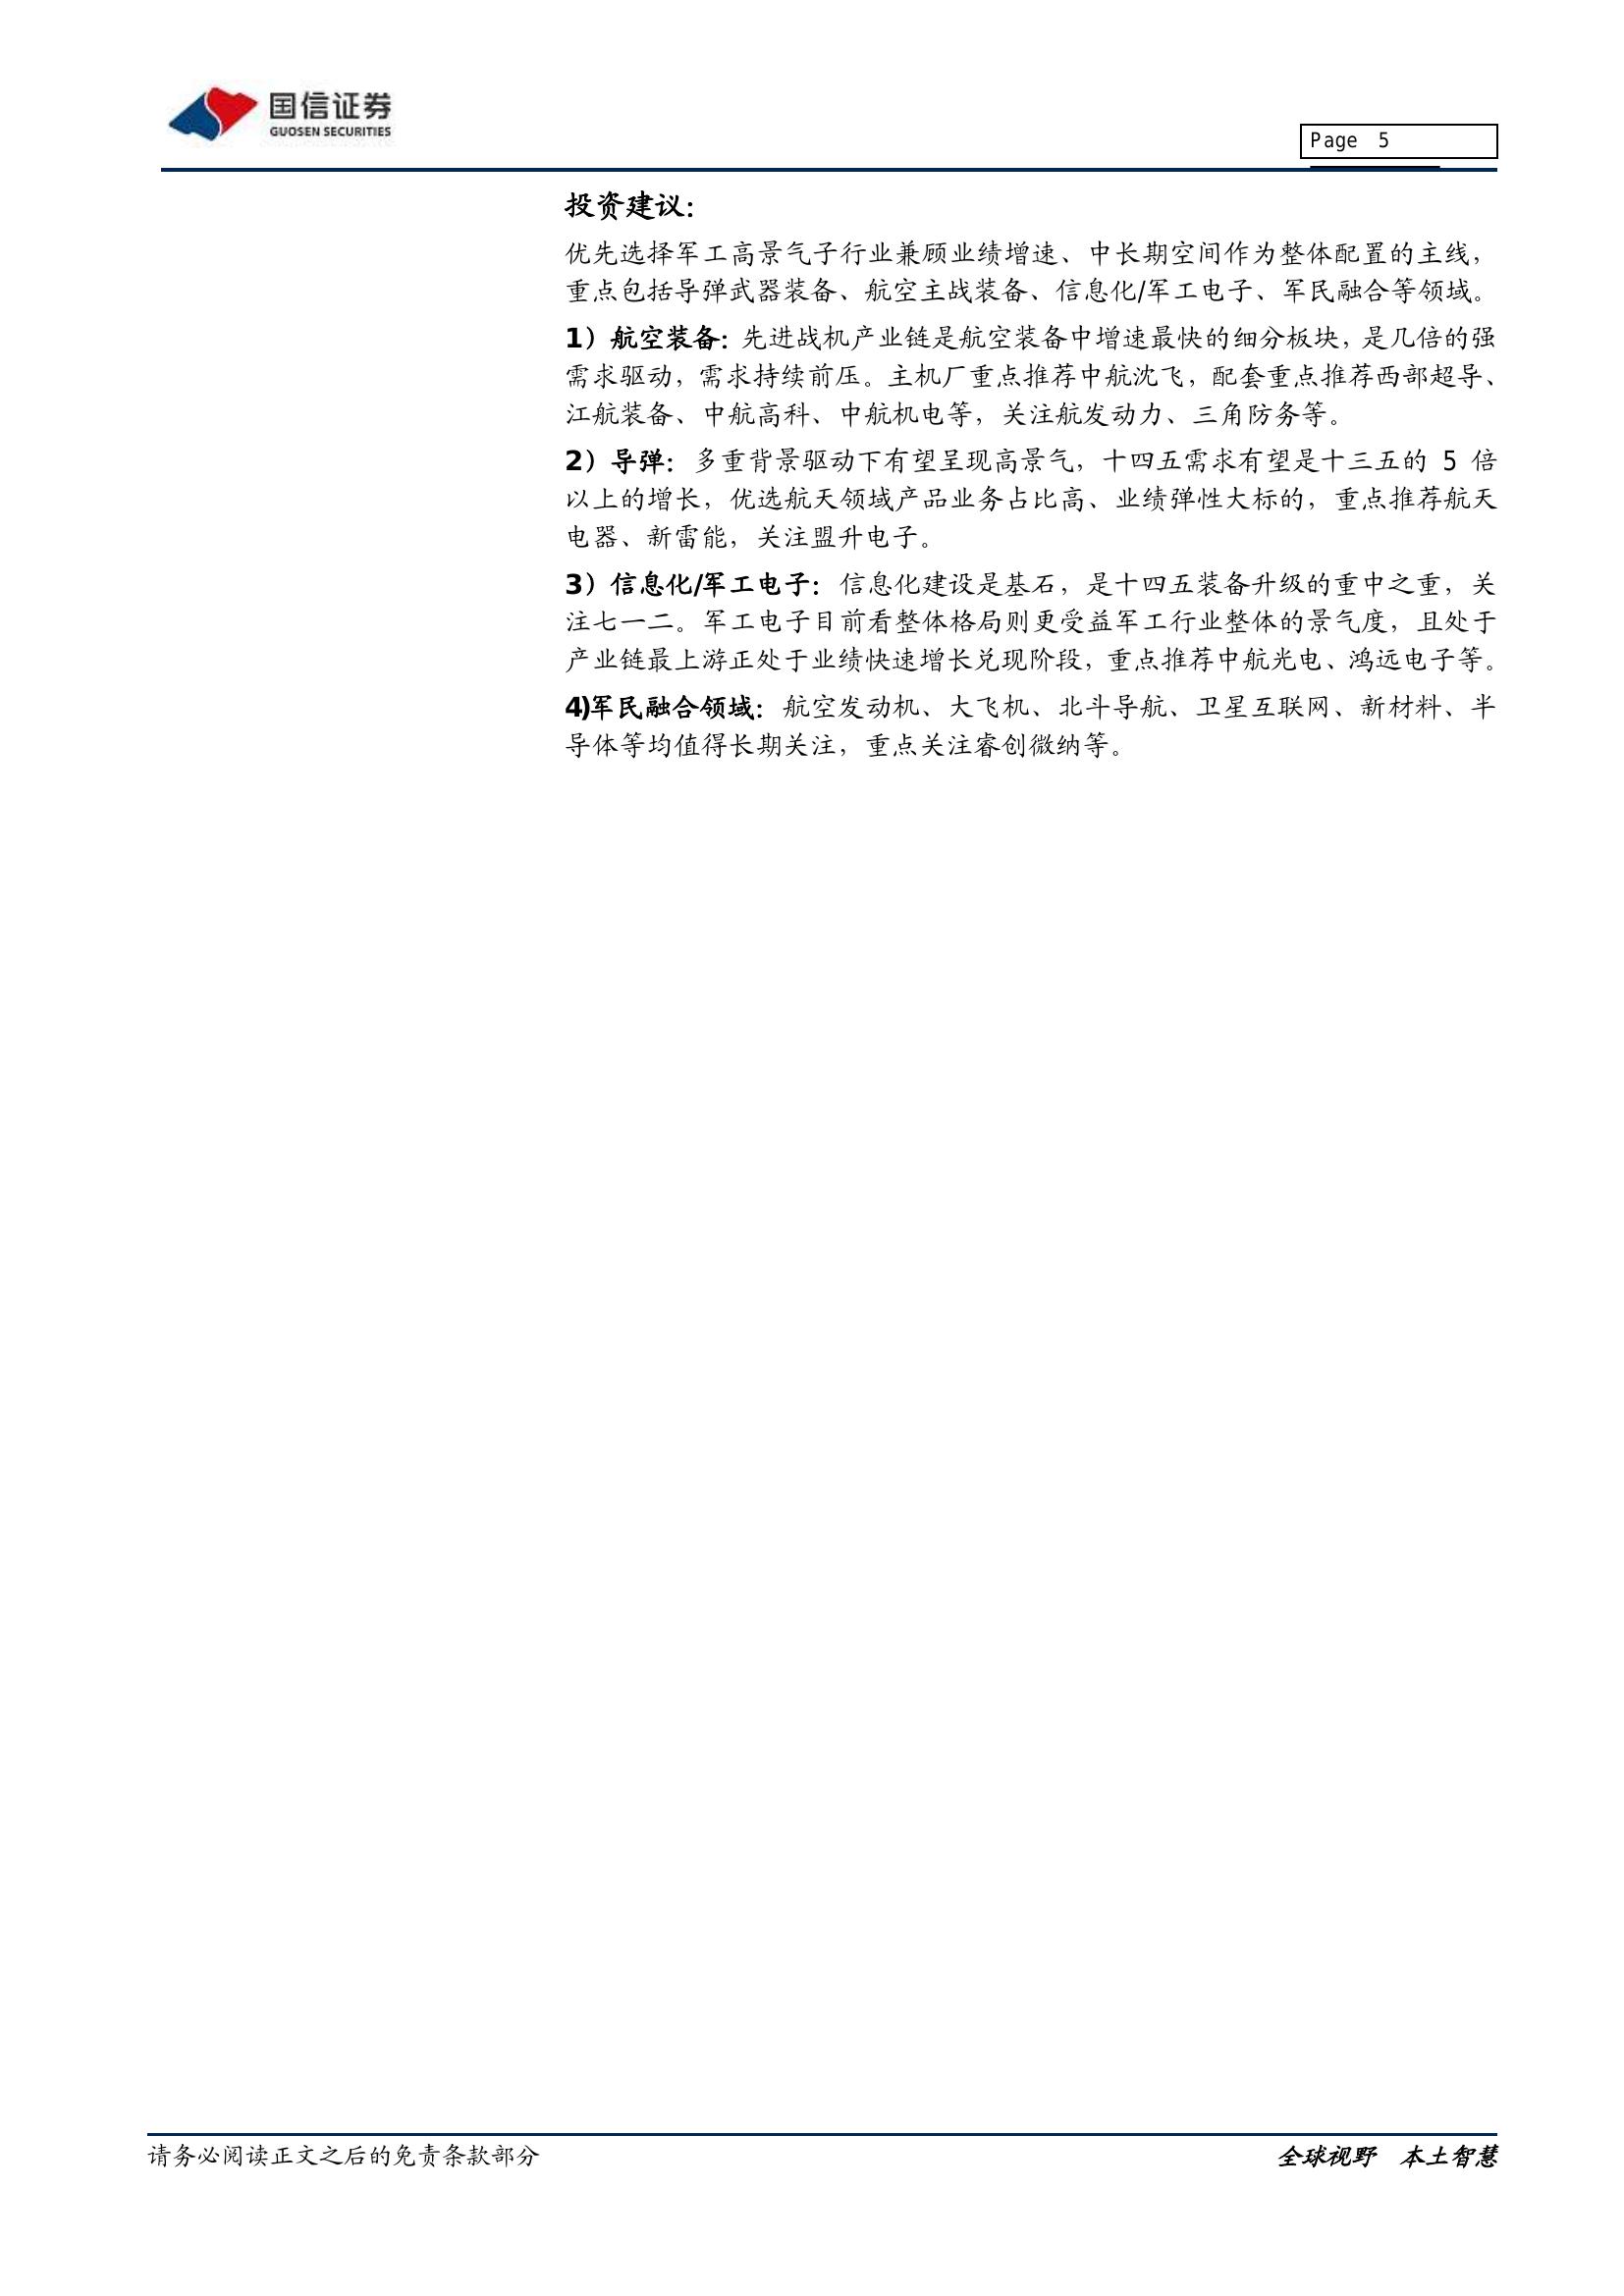 国信证券
GUOSEN SECURITIES
Page 5
投资建议：
优先选择军工高景气子行业兼顾业绩增速、中长期空间作为整体配置的主线，
重点包括导弹武器装备、航空主战装备、信息化/军工电子、军民融合等领域。
1）航空装备：先进战机产业链是航空装备中增速最快的细分板块，是几倍的强
需求驱动，需求持续前压。主机厂重点推荐中航沈飞，配套重点推荐西部超导、
江航装备、中航高科、中航机电等，关注航发动力、三角防务等。
2）导弹：多重背景驱动下有望呈现高景气，十四五需求有望是十三五的 5 倍
以上的增长，优选航天领域产品业务占比高、业绩弹性大标的，重点推荐航天
电器、新雷能，关注盟升电子。
3）信息化/军工电子：信息化建设是基石，是十四五装备升级的重中之重，关
注七一二。军工电子目前看整体格局则更受益军工行业整体的景气度，且处于
产业链最上游正处于业绩快速增长兑现阶段，重点推荐中航光电、鸿远电子等。
4)军民融合领域：航空发动机、大飞机、北斗导航、卫星互联网、新材料、半
导体等均值得长期关注，重点关注睿创微纳等。
请务必阅读正文之后的免责条款部分
全球视野 本土智慧